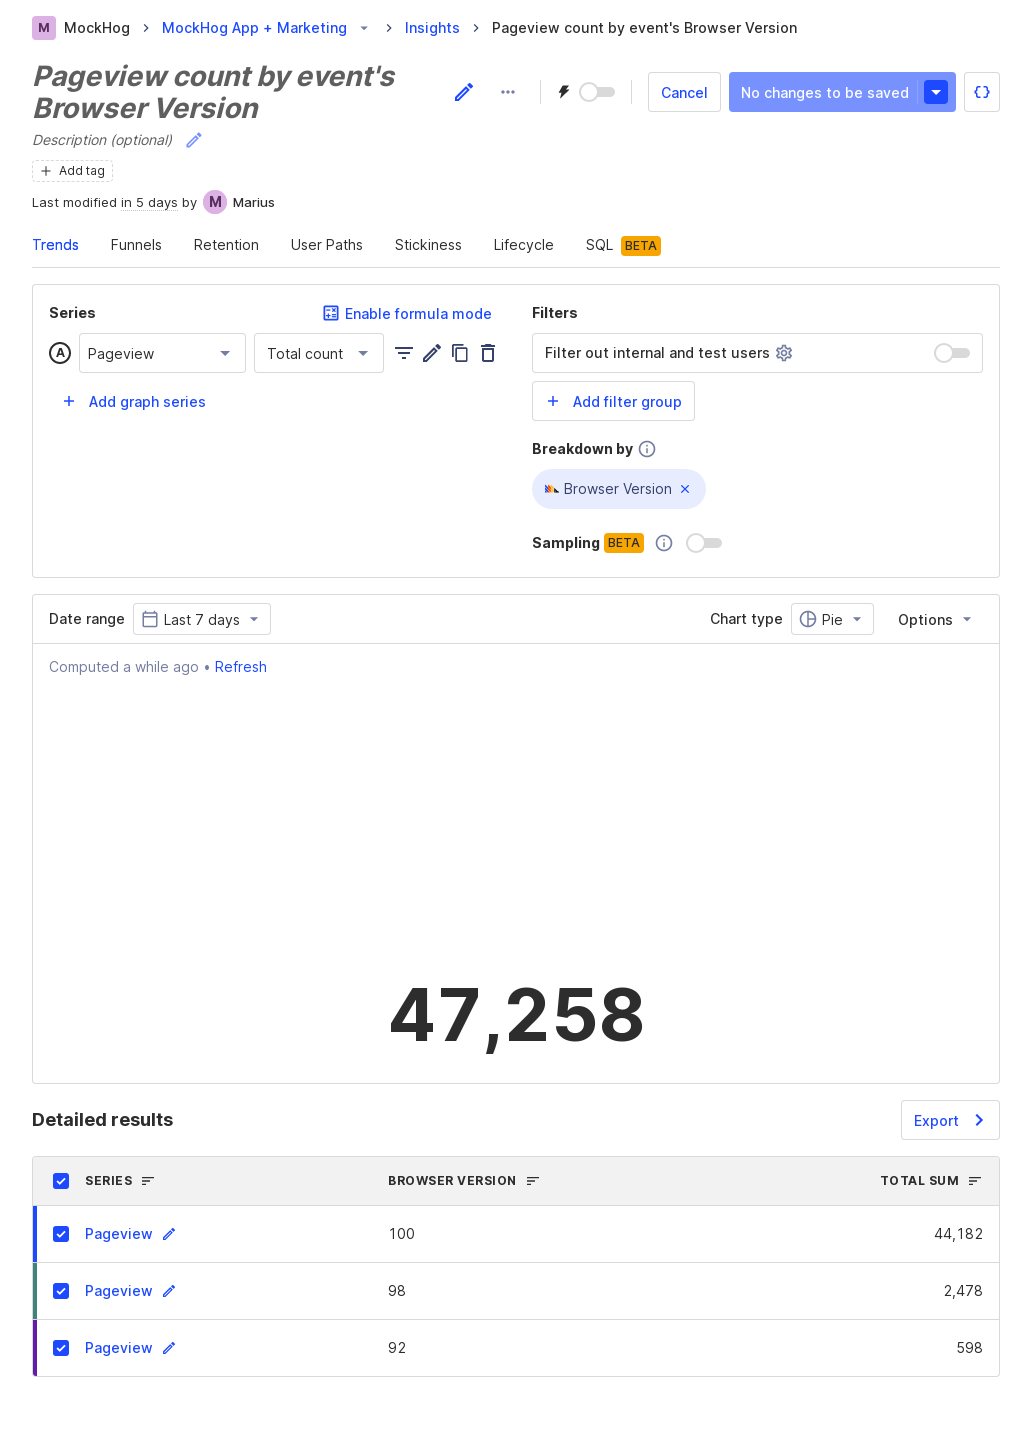 M MockHog MockHog App + Marketing Insights Pageview count by event's Browser Version
Pageview count by event's
Browser Version
Cancel No changes to be saved
Description (optional)
Add tag
Last modified in 5 days by M Marius
Trends Funnels Retention User Paths Stickiness Lifecycle SQL BETA
Series Enable formula mode
A Pageview Total count
Add graph series
Filters
Filter out internal and test users
Add filter group
Breakdown by
Browser Version
Sampling BETA
Date range Last 7 days Chart type Pie Options
Computed a while ago • Refresh
47,258
Detailed results Export
SERIES BROWSER VERSION TOTAL SUM
Pageview 100 44,182
Pageview 98 2,478
Pageview 92 598